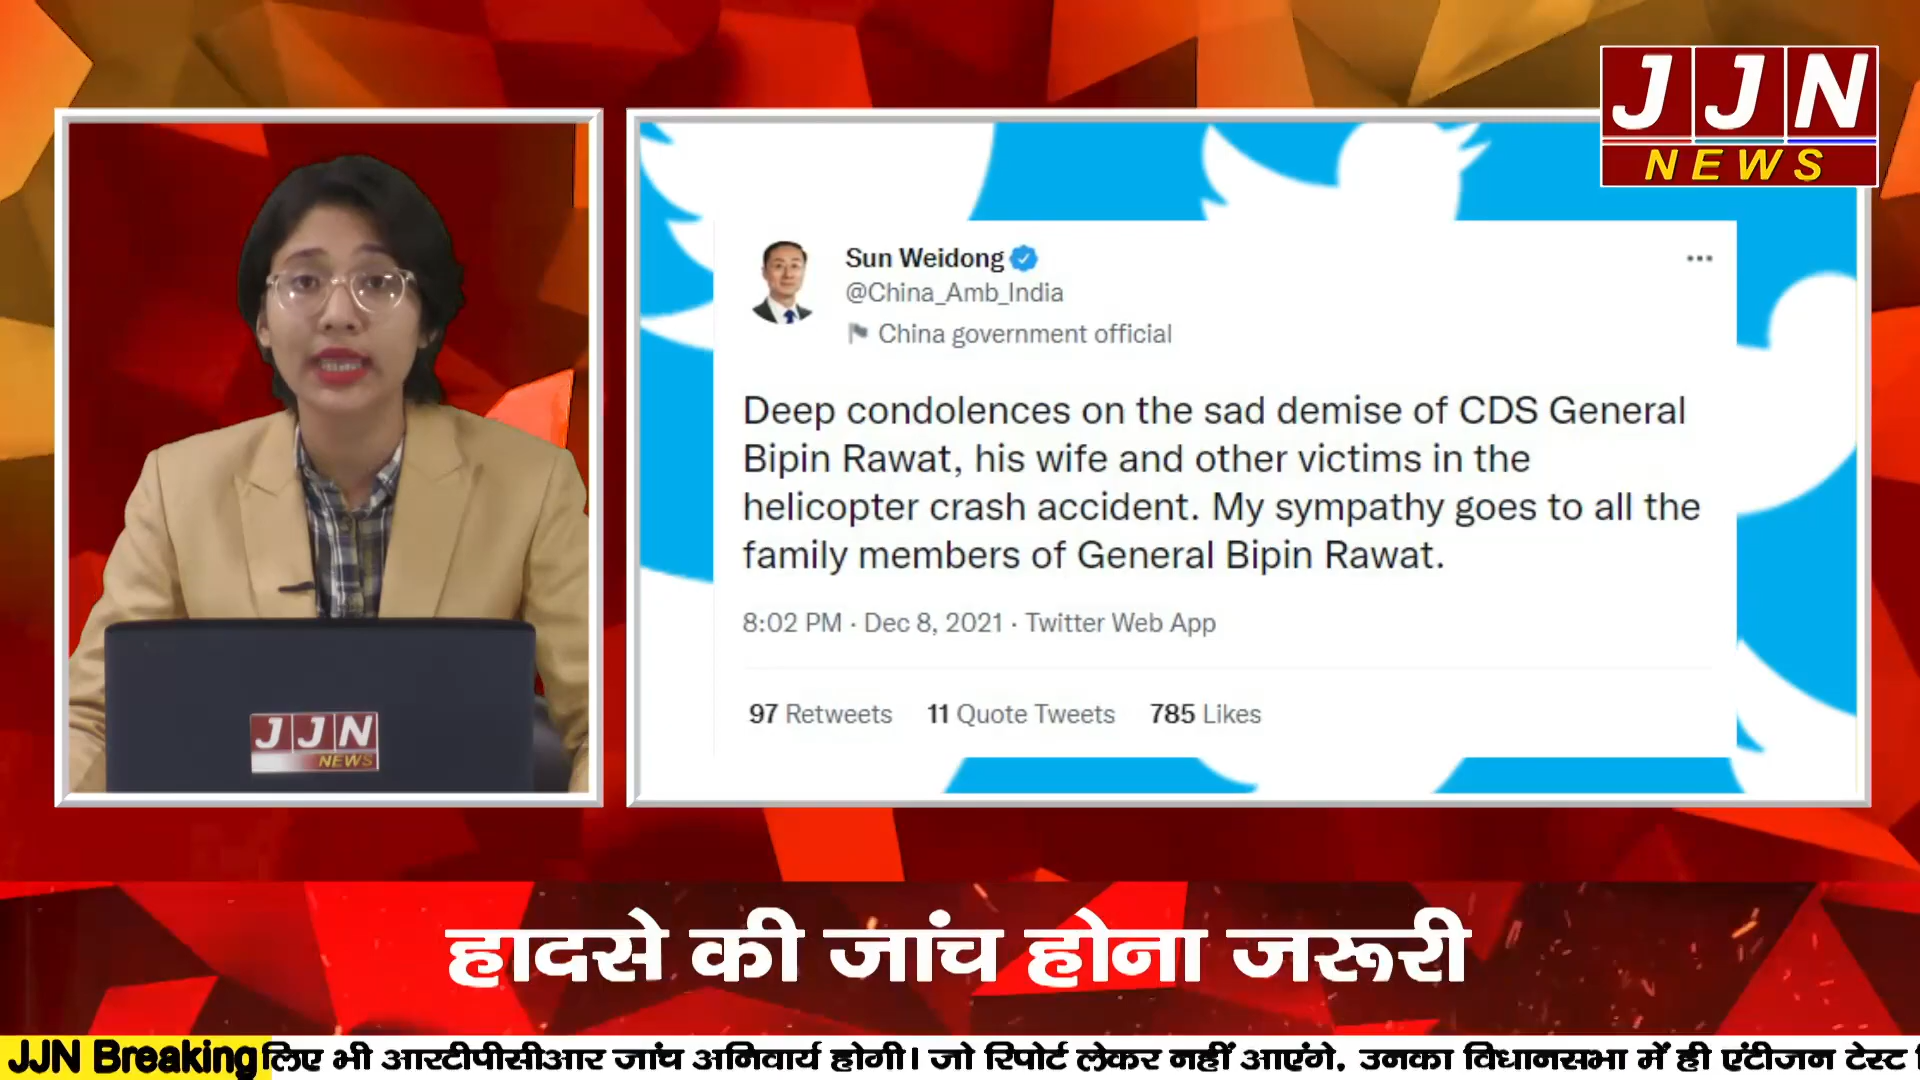 JJN
NEWS
Sun Weidong
@China_Amb_India
China government official
Deep condolences on the sad demise of CDS General
Bipin Rawat, his wife and other victims in the
helicopter crash accident. My sympathy goes to all the
family members of General Bipin Rawat.
8:02 PM · Dec 8, 2021 · Twitter Web App
97 Retweets 11 Quote Tweets 785 Likes
JJN
NEWS
हादसे की जांच होना जरूरी
JJN Breaking लिए भी आरटीपीसीआर जांच अनिवार्य होगी। जो रिपोर्ट लेकर नहीं आएंगे, उनका विधानसभा में ही एंटीजन टेस्ट